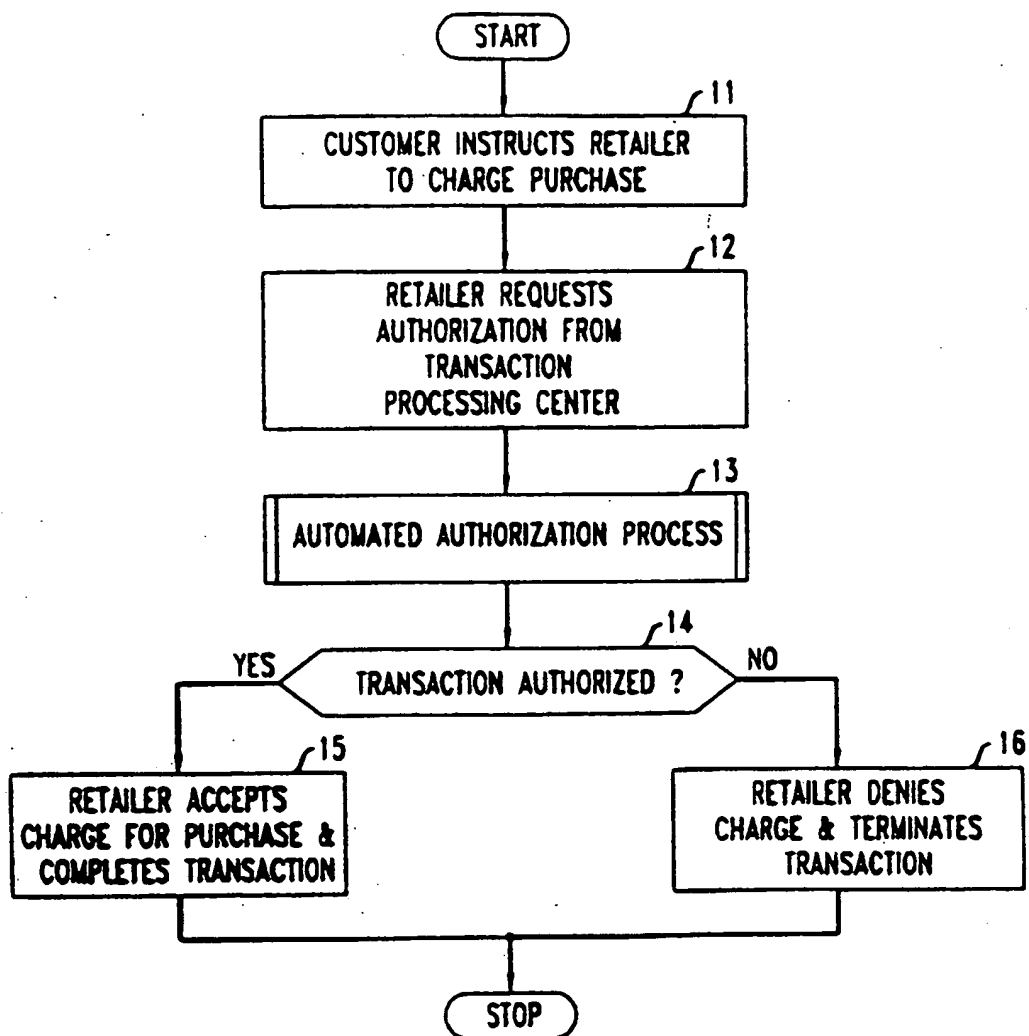 START
11
CUSTOMER INSTRUCTS RETAILER
TO CHARGE PURCHASE
12
RETAILER REQUESTS
AUTHORIZATION FROM
TRANSACTION
PROCESSING CENTER
13
AUTOMATED AUTHORIZATION PROCESS
14
YES
TRANSACTION AUTHORIZED ?
NO
15
RETAILER ACCEPTS
CHARGE FOR PURCHASE &
COMPLETES TRANSACTION
16
RETAILER DENIES
CHARGE & TERMINATES
TRANSACTION
STOP